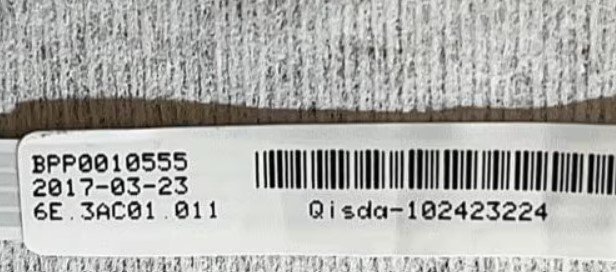 BPP0010555
2017-03-23
6E.3AC01.011
Qisda-102423224